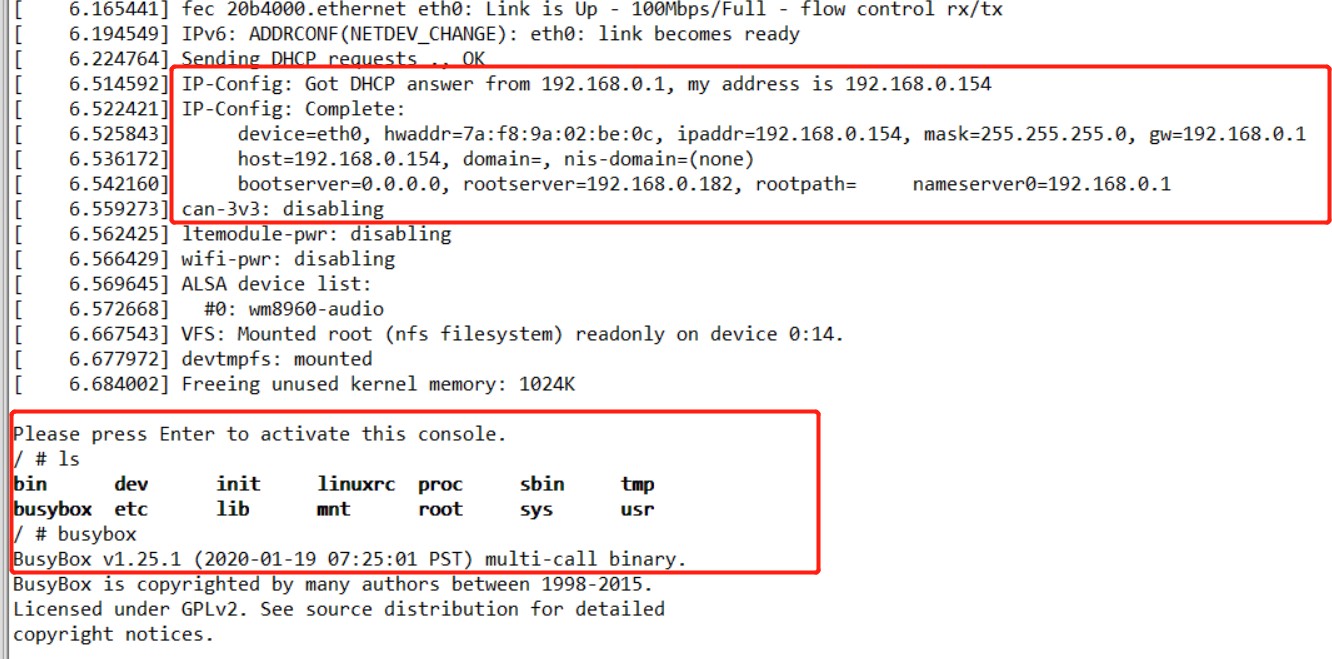 [    6.165441] fec 20b4000.ethernet eth0: Link is Up - 100Mbps/Full - flow control rx/tx
[    6.194549] IPv6: ADDRCONF(NETDEV_CHANGE): eth0: link becomes ready
[    6.224764] Sending DHCP requests ., OK
[    6.514592] IP-Config: Got DHCP answer from 192.168.0.1, my address is 192.168.0.154
[    6.522421] IP-Config: Complete:
[    6.525843]      device=eth0, hwaddr=7a:f8:9a:02:be:0c, ipaddr=192.168.0.154, mask=255.255.255.0, gw=192.168.0.1
[    6.536172]      host=192.168.0.154, domain=, nis-domain=(none)
[    6.542160]      bootserver=0.0.0.0, rootserver=192.168.0.182, rootpath=     nameserver0=192.168.0.1
[    6.559273] can-3v3: disabling
[    6.562425] ltemodule-pwr: disabling
[    6.566429] wifi-pwr: disabling
[    6.569645] ALSA device list:
[    6.572668]   #0: wm8960-audio
[    6.667543] VFS: Mounted root (nfs filesystem) readonly on device 0:14.
[    6.677972] devtmpfs: mounted
[    6.684002] Freeing unused kernel memory: 1024K
Please press Enter to activate this console.
/ # ls
bin      dev      init     linuxrc  proc     sbin     tmp
busybox  etc      lib      mnt      root     sys      usr
/ # busybox
BusyBox v1.25.1 (2020-01-19 07:25:01 PST) multi-call binary.
BusyBox is copyrighted by many authors between 1998-2015.
Licensed under GPLv2. See source distribution for detailed
copyright notices.